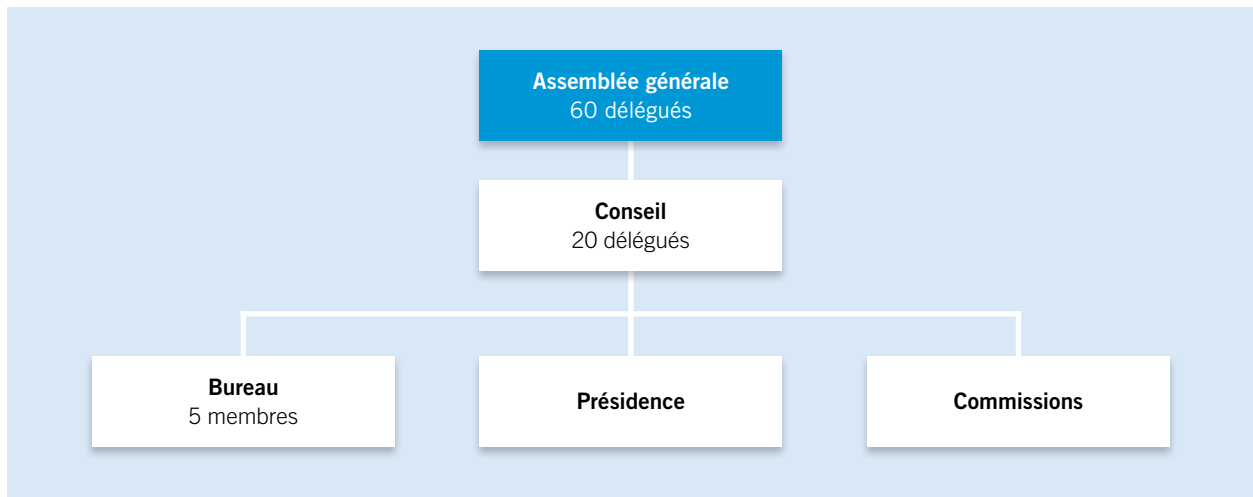 Assemblée générale
60 délégués
Conseil
20 délégués
Bureau
5 membres
Présidence
Commissions